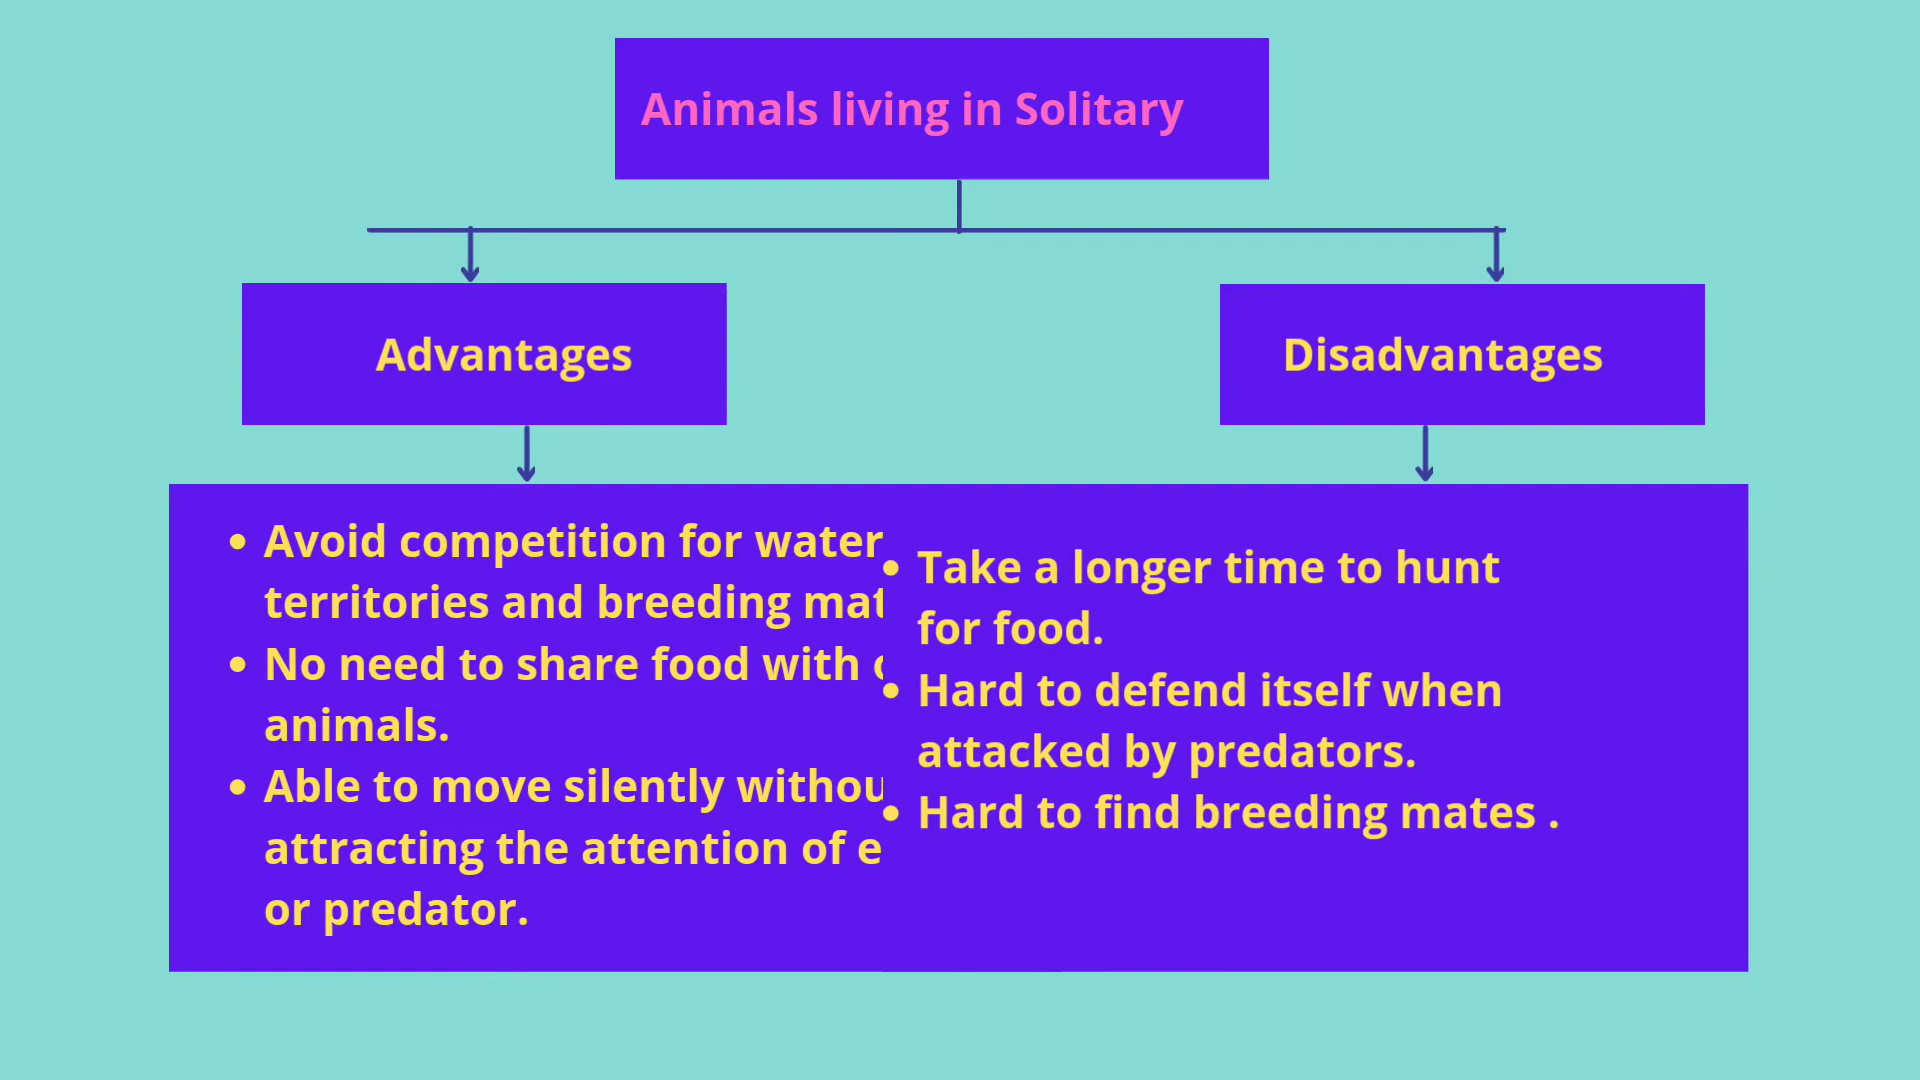 Animals living in Solitary
Advantages
Disadvantages
• Avoid competition for water
territories and breeding
• No need to share food with
animals.
• Able to move silently
attracting the attention of
or predator.
• Take a longer time to hunt
for food.
• Hard to defend itself when
attacked by predators.
• Hard to find breeding mates .